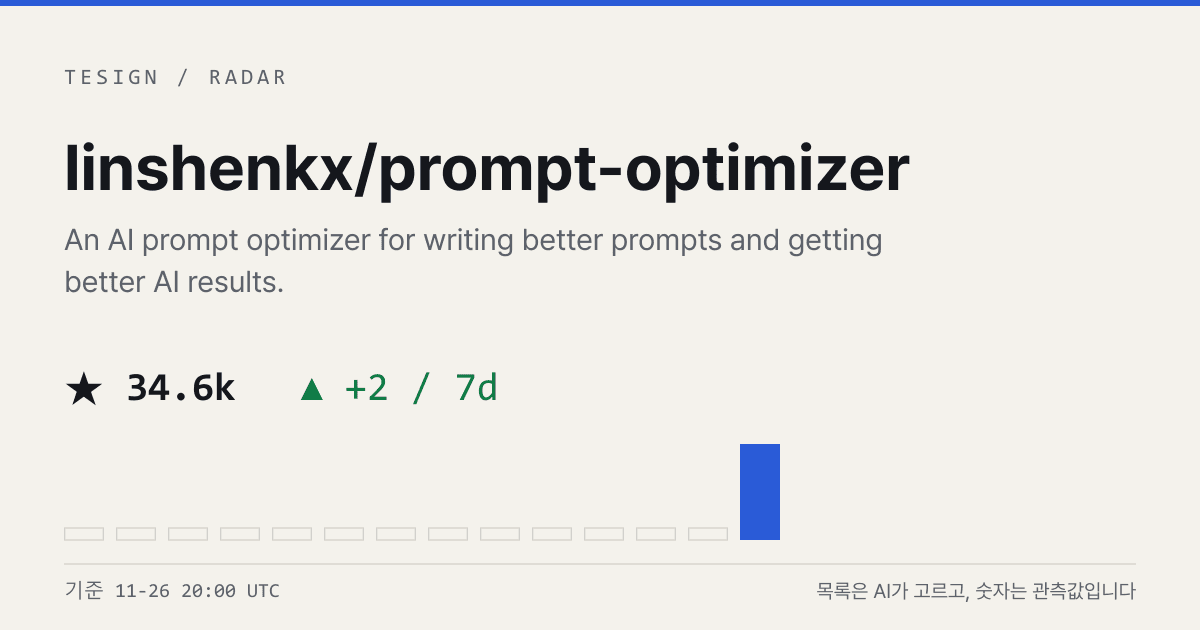 TESIGN / RADAR
linshenkx/prompt-optimizer
An AI prompt optimizer for writing better prompts and getting
better AI results.
★ 34.6k ▲ +2 / 7d
기준 11-26 20:00 UTC
목록은 AI가 고르고, 숫자는 관측값입니다